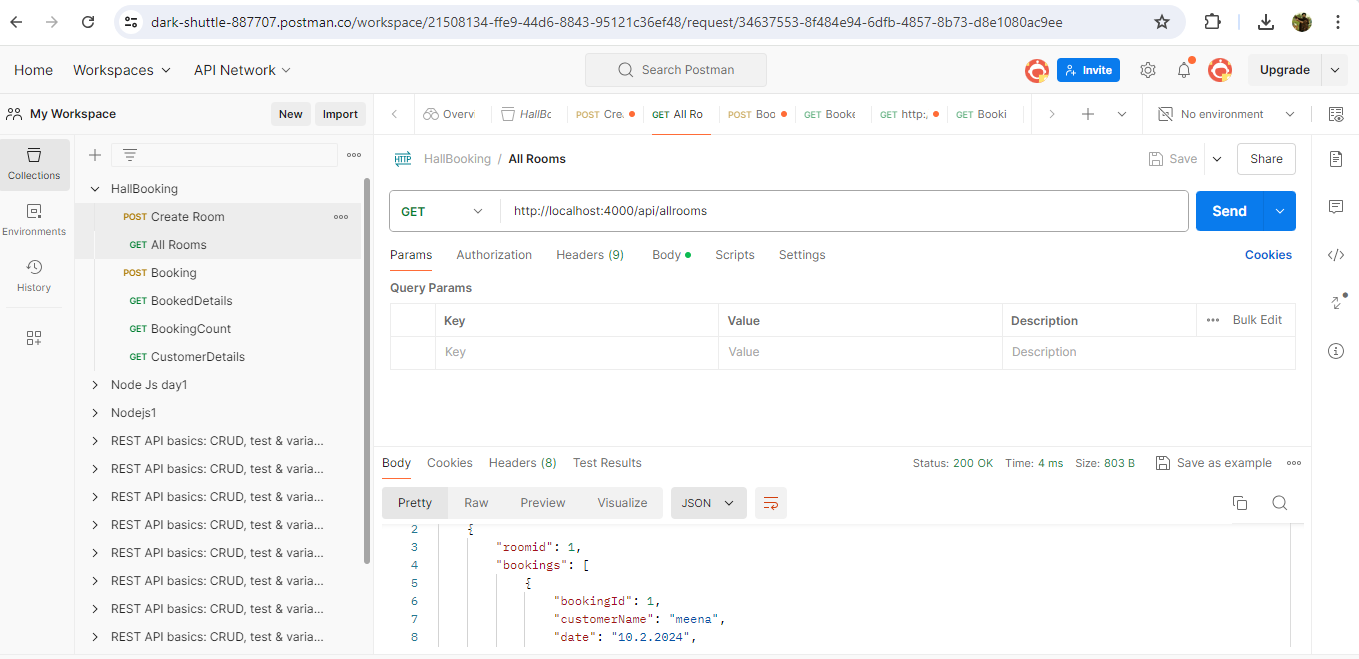 dark-shuttle-887707.postman.co/workspace/21508134-ffe9-44d6-8843-95121c36ef48/request/34637553-8f484e94-6dfb-4857-8b73-d8e1080ac9ee
Home Workspaces API Network Search Postman Invite Upgrade
My Workspace New Import Overvi HallBc POST Cre. GET All Ro POST Boo GET Booke GET http:, GET Booki No environment
Collections
Environments
History
HallBooking
POST Create Room
GET All Rooms
POST Booking
GET BookedDetails
GET BookingCount
GET CustomerDetails
Node Js day1
Nodejs1
REST API basics: CRUD, test & varia...
REST API basics: CRUD, test & varia...
REST API basics: CRUD, test & varia...
REST API basics: CRUD, test & varia...
REST API basics: CRUD, test & varia...
REST API basics: CRUD, test & varia...
REST API basics: CRUD, test & varia...
REST API basics: CRUD, test & varia...
HTTP HallBooking / All Rooms Save Share
GET http://localhost:4000/api/allrooms Send
Params Authorization Headers (9) Body Scripts Settings Cookies
Query Params
Key Value Description Bulk Edit
Key Value Description
Body Cookies Headers (8) Test Results Status: 200 OK Time: 4 ms Size: 803 B Save as example
Pretty Raw Preview Visualize JSON
2 {
3 "roomid": 1,
4 "bookings": [
5 {
6 "bookingId": 1,
7 "customerName": "meena",
8 "date": "10.2.2024",